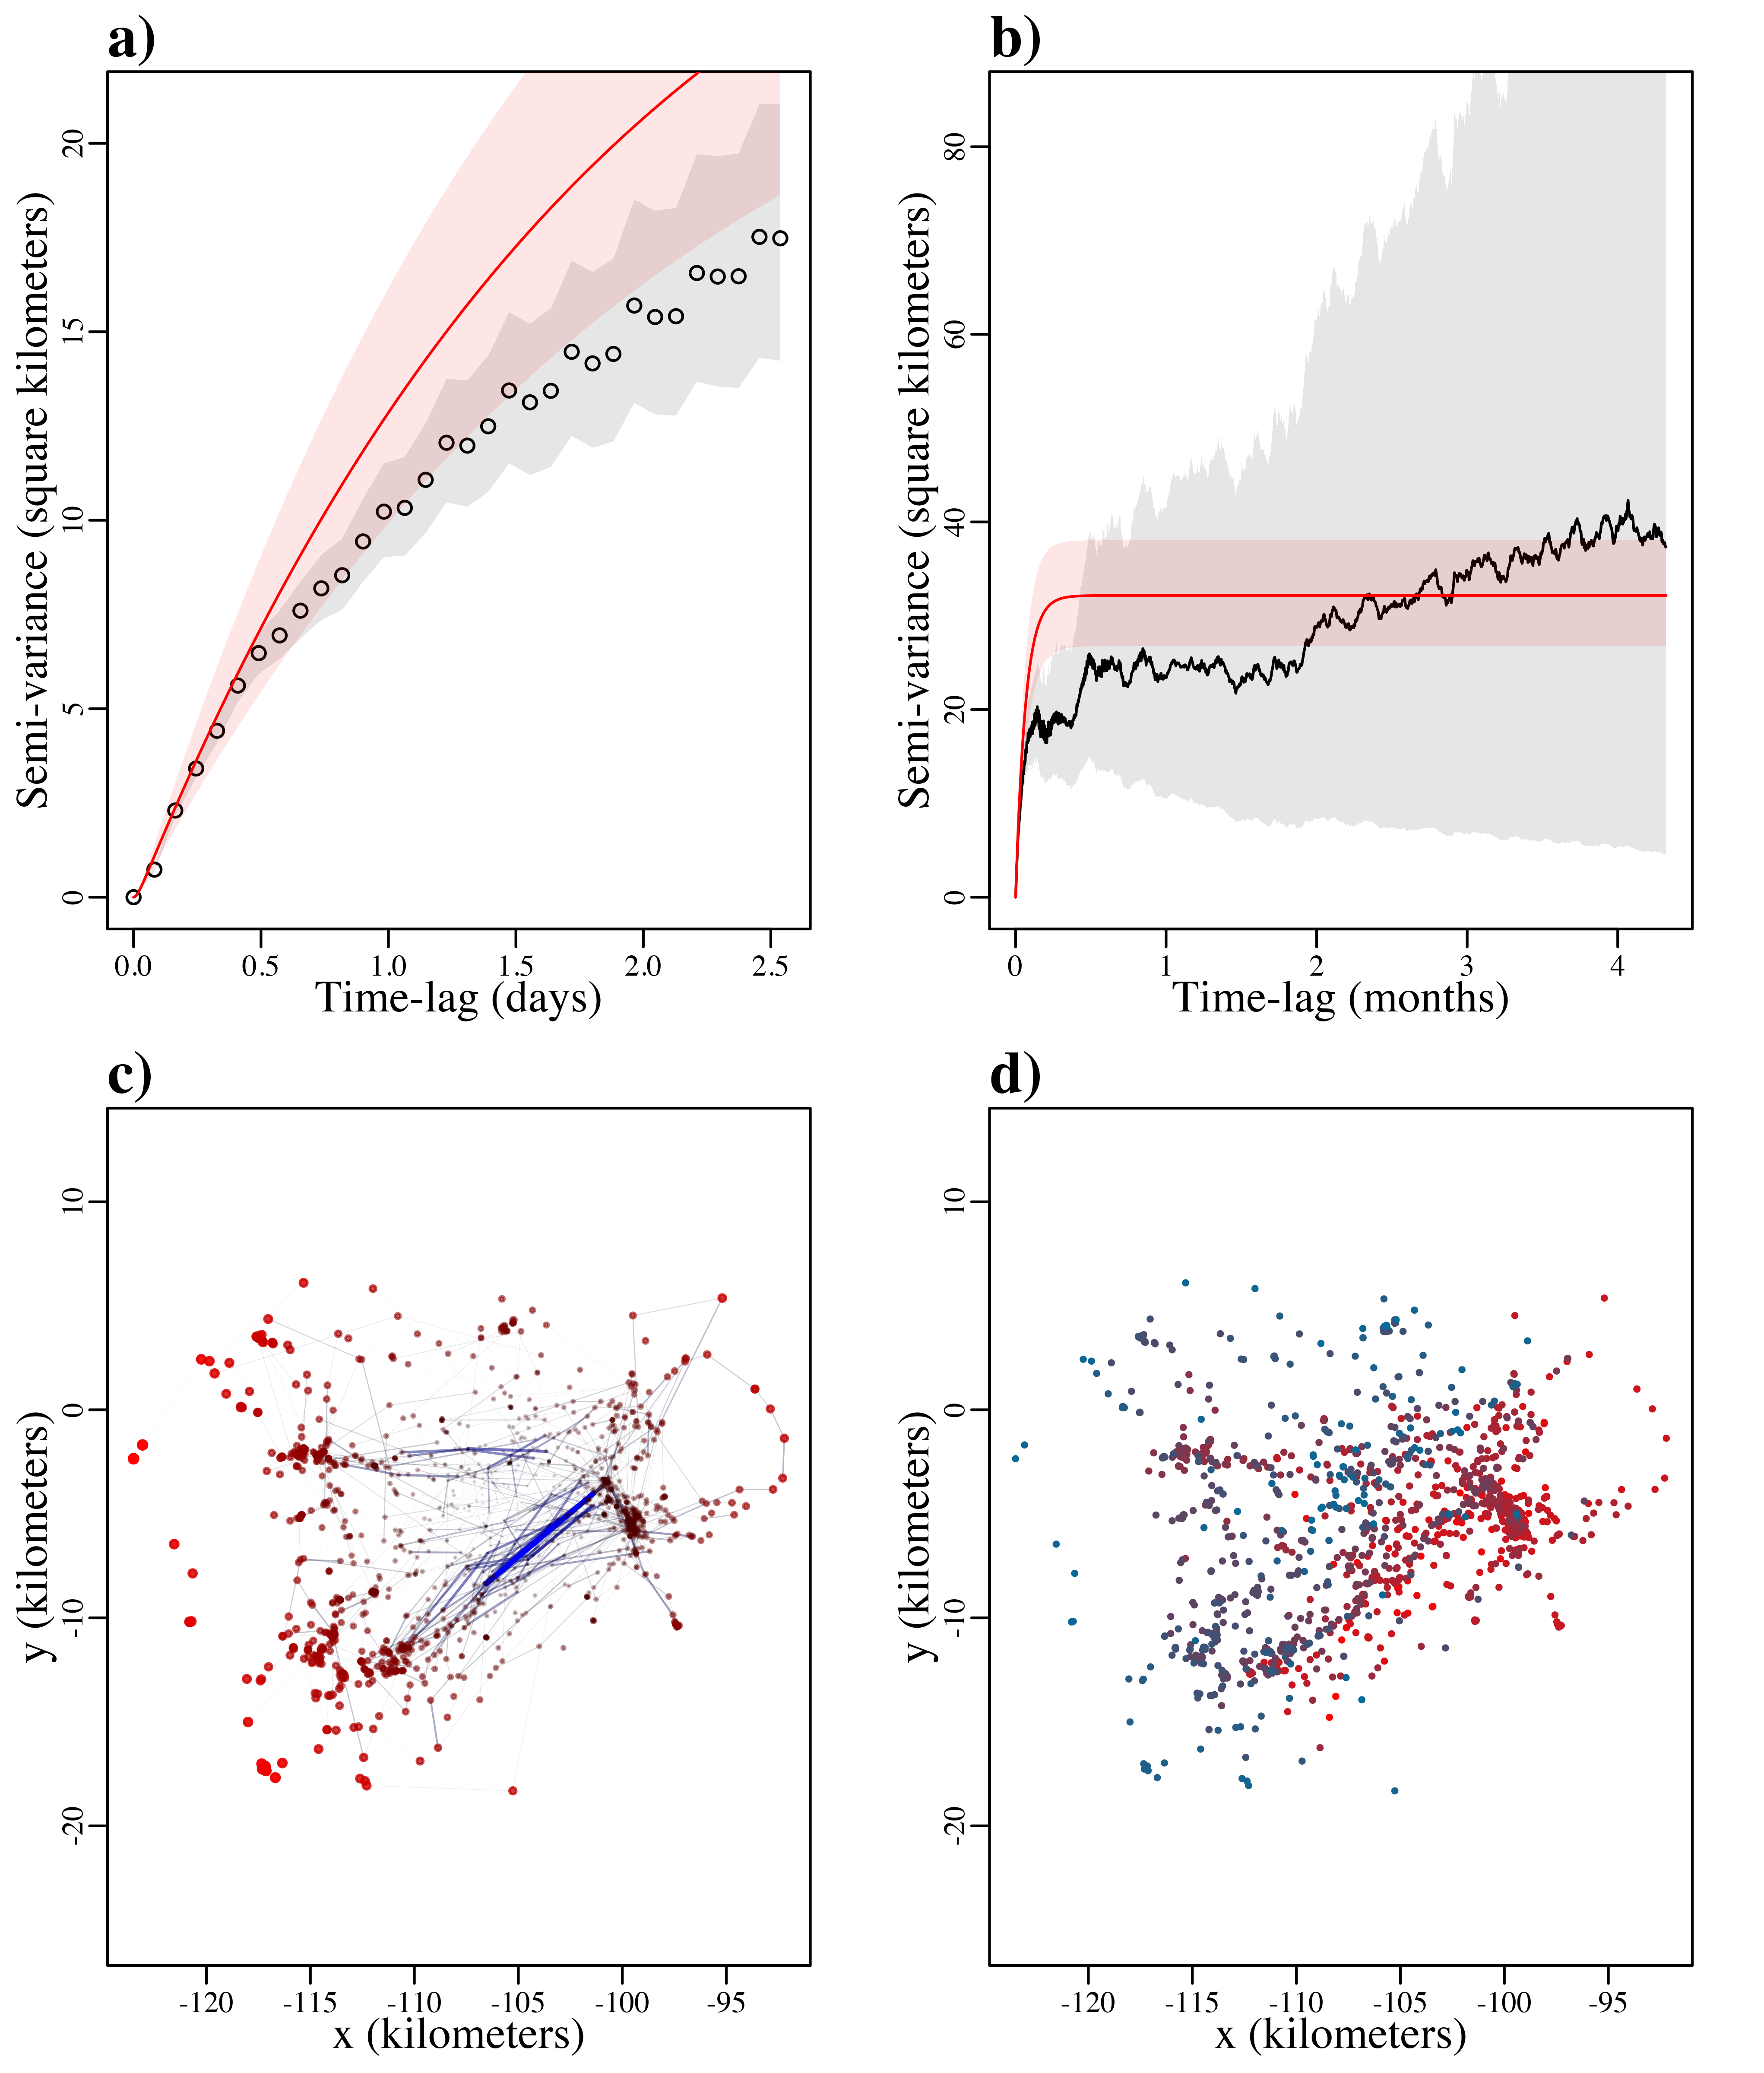 a)
Semi-variance (square kilometers)
20
15
10
5
0
0.0 0.5 1.0 1.5 2.0 2.5
Time-lag (days)
b)
Semi-variance (square kilometers)
80
60
40
20
0
0 1 2 3 4
Time-lag (months)
c)
y (kilometers)
10
0
-10
-20
-120 -115 -110 -105 -100 -95
x (kilometers)
d)
y (kilometers)
10
0
-10
-20
-120 -115 -110 -105 -100 -95
x (kilometers)